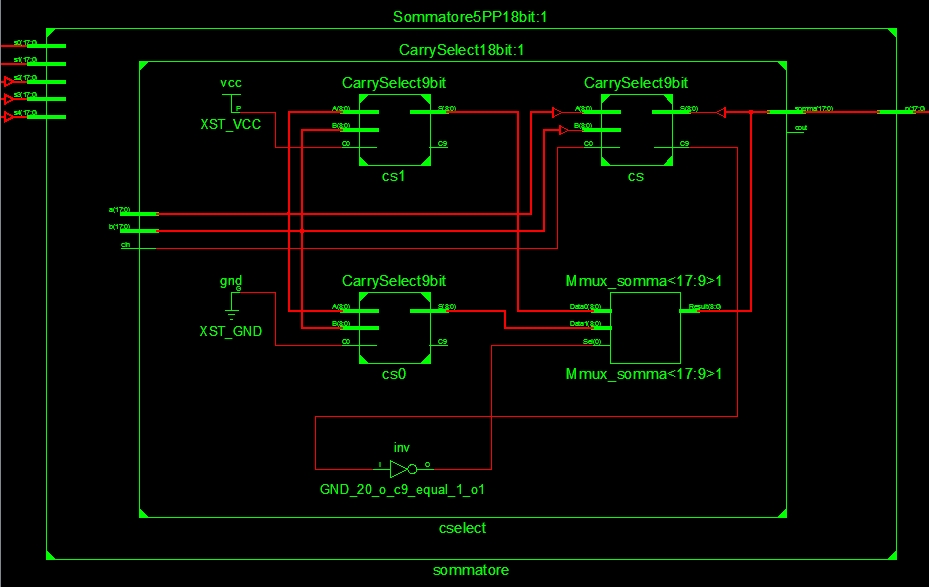 Sommatore5PP18bit:1
CarrySelect18bit:1
s0(17:0)
s1(17:0)
s2(17:0)
s3(17:0)
s4(17:0)
vcc
P
XST_VCC
CarrySelect9bit
A(8:0)
B(8:0)
C0
S(8:0)
C9
cs1
CarrySelect9bit
A(8:0)
B(8:0)
C0
S(8:0)
C9
cs
somma(17:0)
cout
p(17:0)
a(17:0)
b(17:0)
cin
gnd
G
XST_GND
CarrySelect9bit
A(8:0)
B(8:0)
C0
S(8:0)
C9
cs0
Mmux_somma<17:9>1
Data0(8:0)
Data1(8:0)
Sel(0)
Result(8:0)
Mmux_somma<17:9>1
inv
I
O
GND_20_o_c9_equal_1_o1
cselect
sommatore